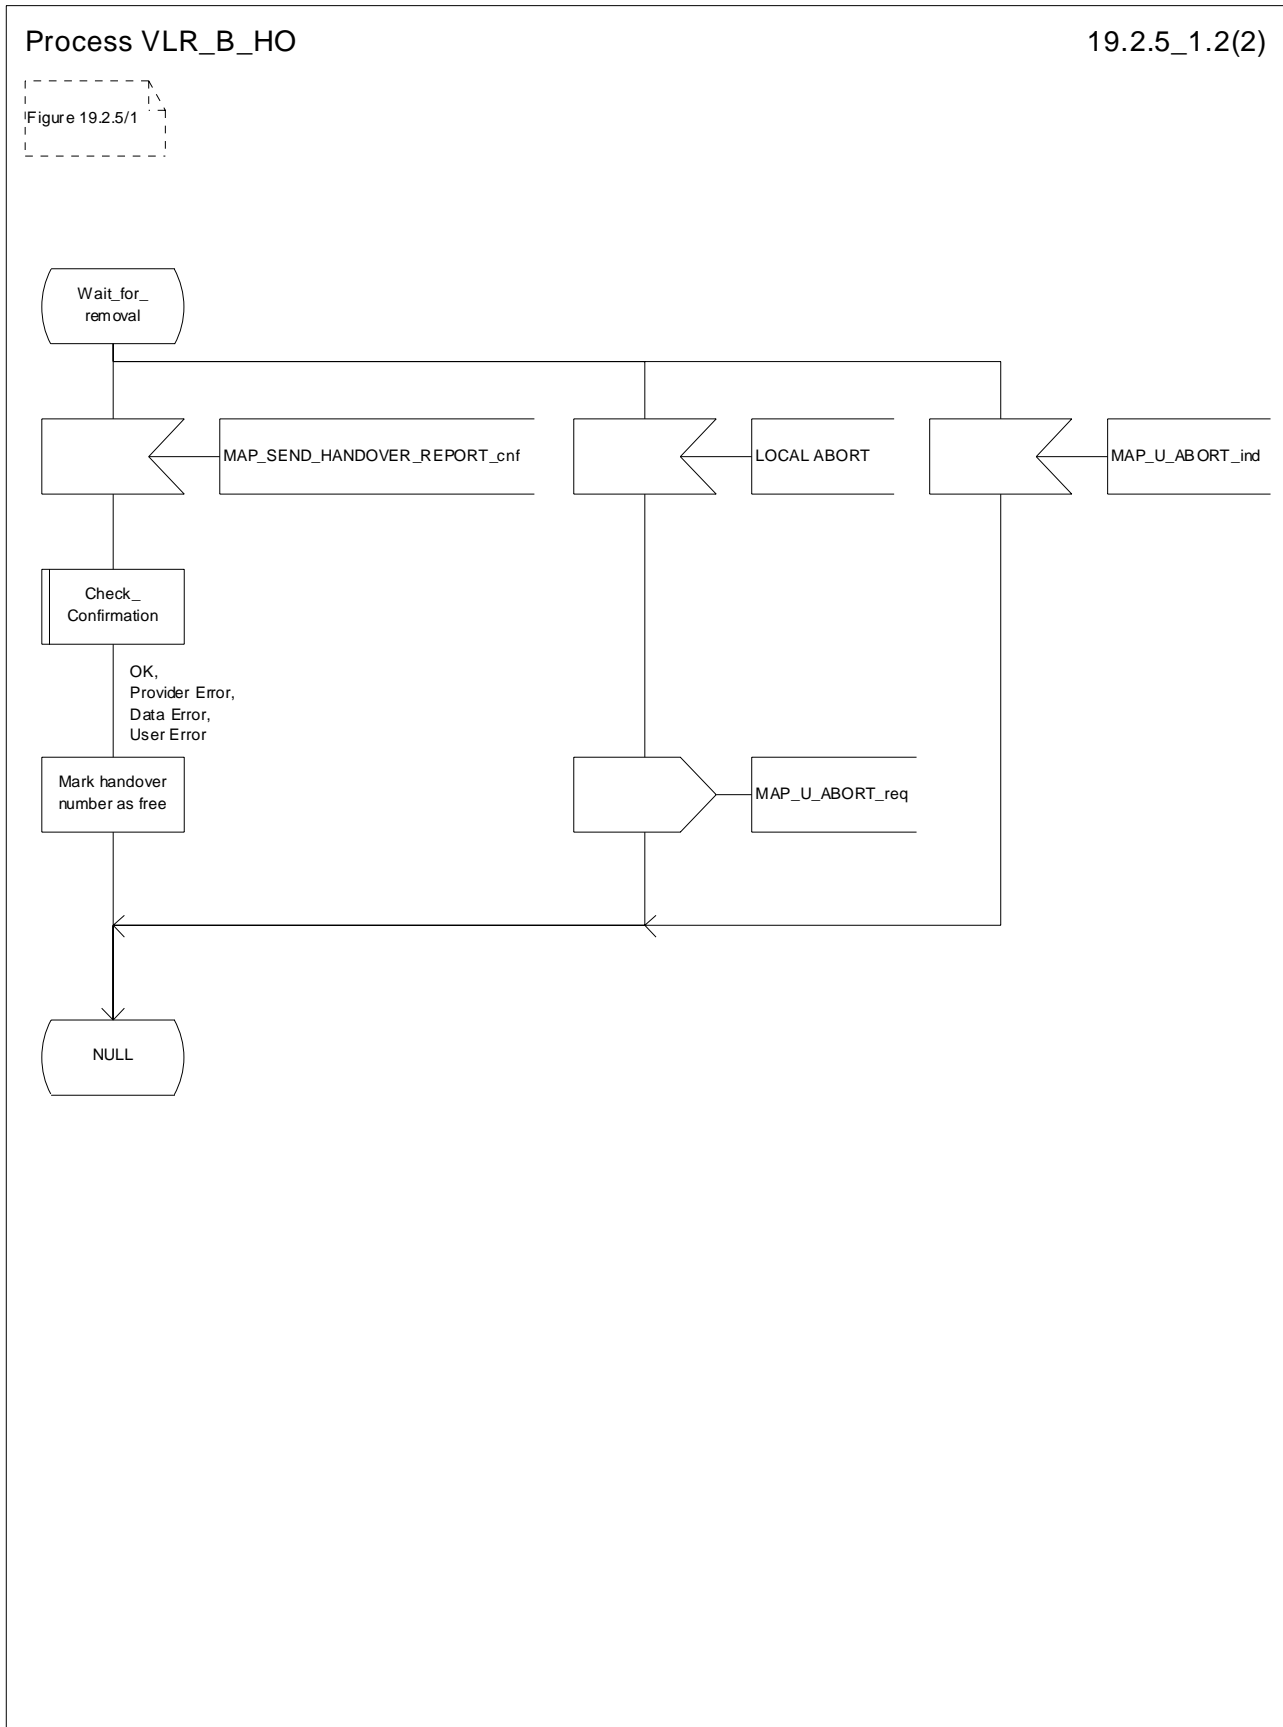 Process VLR_B_HO
19.2.5_1.2(2)
Figure 19.2.5/1
Wait_for_
removal
MAP_SEND_HANDOVER_REPORT_cnf
LOCAL ABORT
MAP_U_ABORT_ind
Check_
Confirmation
OK,
Provider Error,
Data Error,
User Error
Mark handover
number as free
MAP_U_ABORT_req
NULL